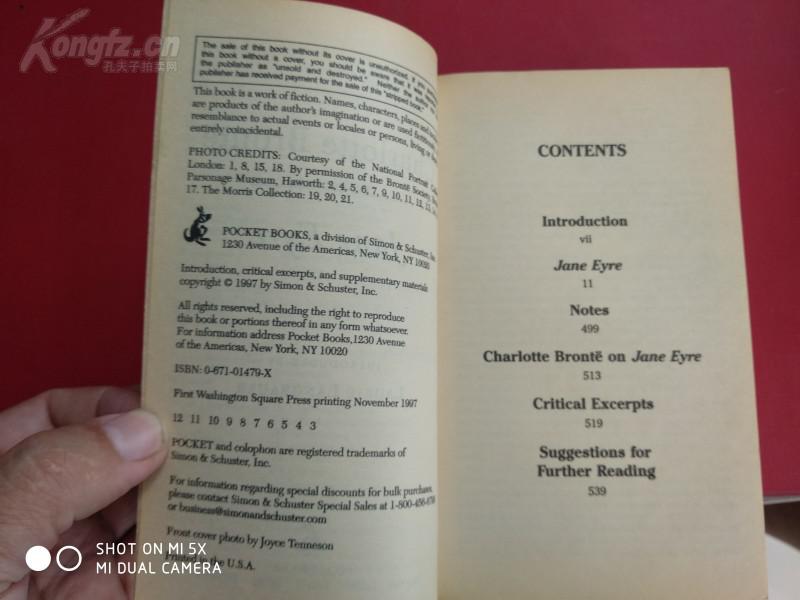 Kongfz.cn
孔夫子拍卖网
The sale of this book without its cover is unauthorized. If you
this book without a cover, you should be aware that it was
the publisher as "unsold and destroyed." Neither the author
publisher has received payment for the sale of this "stripped book."
This book is a work of fiction. Names, characters, places and
are products of the author's imagination or are used
resemblance to actual events or locales or persons, living or
entirely coincidental.
PHOTO CREDITS: Courtesy of the National Portrait
London: 1, 8, 15, 18. By permission of the Brontë Society,
Parsonage Museum, Haworth: 2, 4, 5, 6, 7, 9, 10, 11, 12, 13,
17. The Morris Collection: 19, 20, 21.
POCKET BOOKS, a division of Simon & Schuster, Inc.
1230 Avenue of the Americas, New York, NY 10020
Introduction, critical excerpts, and supplementary materials
copyright © 1997 by Simon & Schuster, Inc.
All rights reserved, including the right to reproduce
this book or portions thereof in any form whatsoever.
For information address Pocket Books,1230 Avenue
of the Americas, New York, NY 10020
ISBN: 0-671-01479-X
First Washington Square Press printing November 1997
12 11 10 9 8 7 6 5 4 3
POCKET and colophon are registered trademarks of
Simon & Schuster, Inc.
For information regarding special discounts for bulk purchases,
please contact Simon & Schuster Special Sales at 1-800-456-6798
or business@simonandschuster.com
Front cover photo by Joyce Tenneson
Printed in the U.S.A.
CONTENTS
Introduction
vii
Jane Eyre
11
Notes
499
Charlotte Brontë on Jane Eyre
513
Critical Excerpts
519
Suggestions for
Further Reading
539
SHOT ON MI 5X
MI DUAL CAMERA